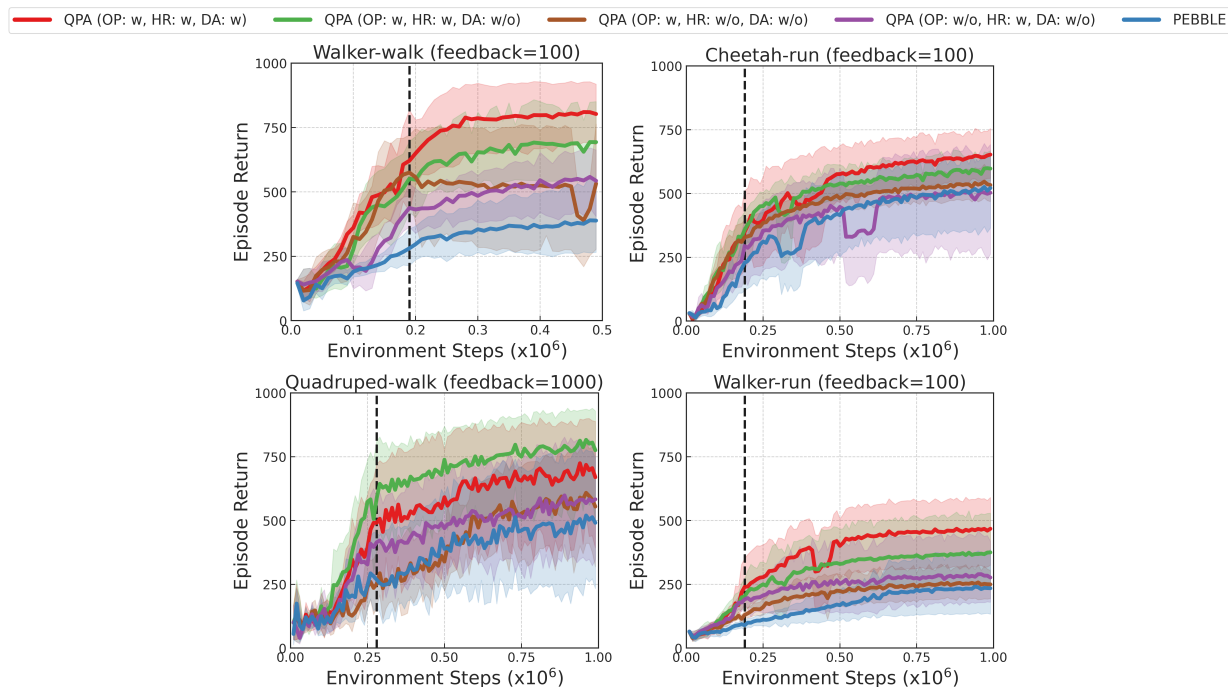 QPA (OP: w, HR: w, DA: w)
QPA (OP: w, HR: w, DA: w/o)
QPA (OP: w, HR: w/o, DA: w/o)
QPA (OP: w/o, HR: w, DA: w/o)
PEBBLE
Walker-walk (feedback=100)
1000
750
500
250
0
Episode Return
0.0 0.1 0.2 0.3 0.4 0.5
Environment Steps (x10⁶)
Cheetah-run (feedback=100)
1000
750
500
250
0
Episode Return
0.00 0.25 0.50 0.75 1.00
Environment Steps (x10⁶)
Quadruped-walk (feedback=1000)
1000
750
500
250
0
Episode Return
0.00 0.25 0.50 0.75 1.00
Environment Steps (x10⁶)
Walker-run (feedback=100)
1000
750
500
250
0
Episode Return
0.00 0.25 0.50 0.75 1.00
Environment Steps (x10⁶)